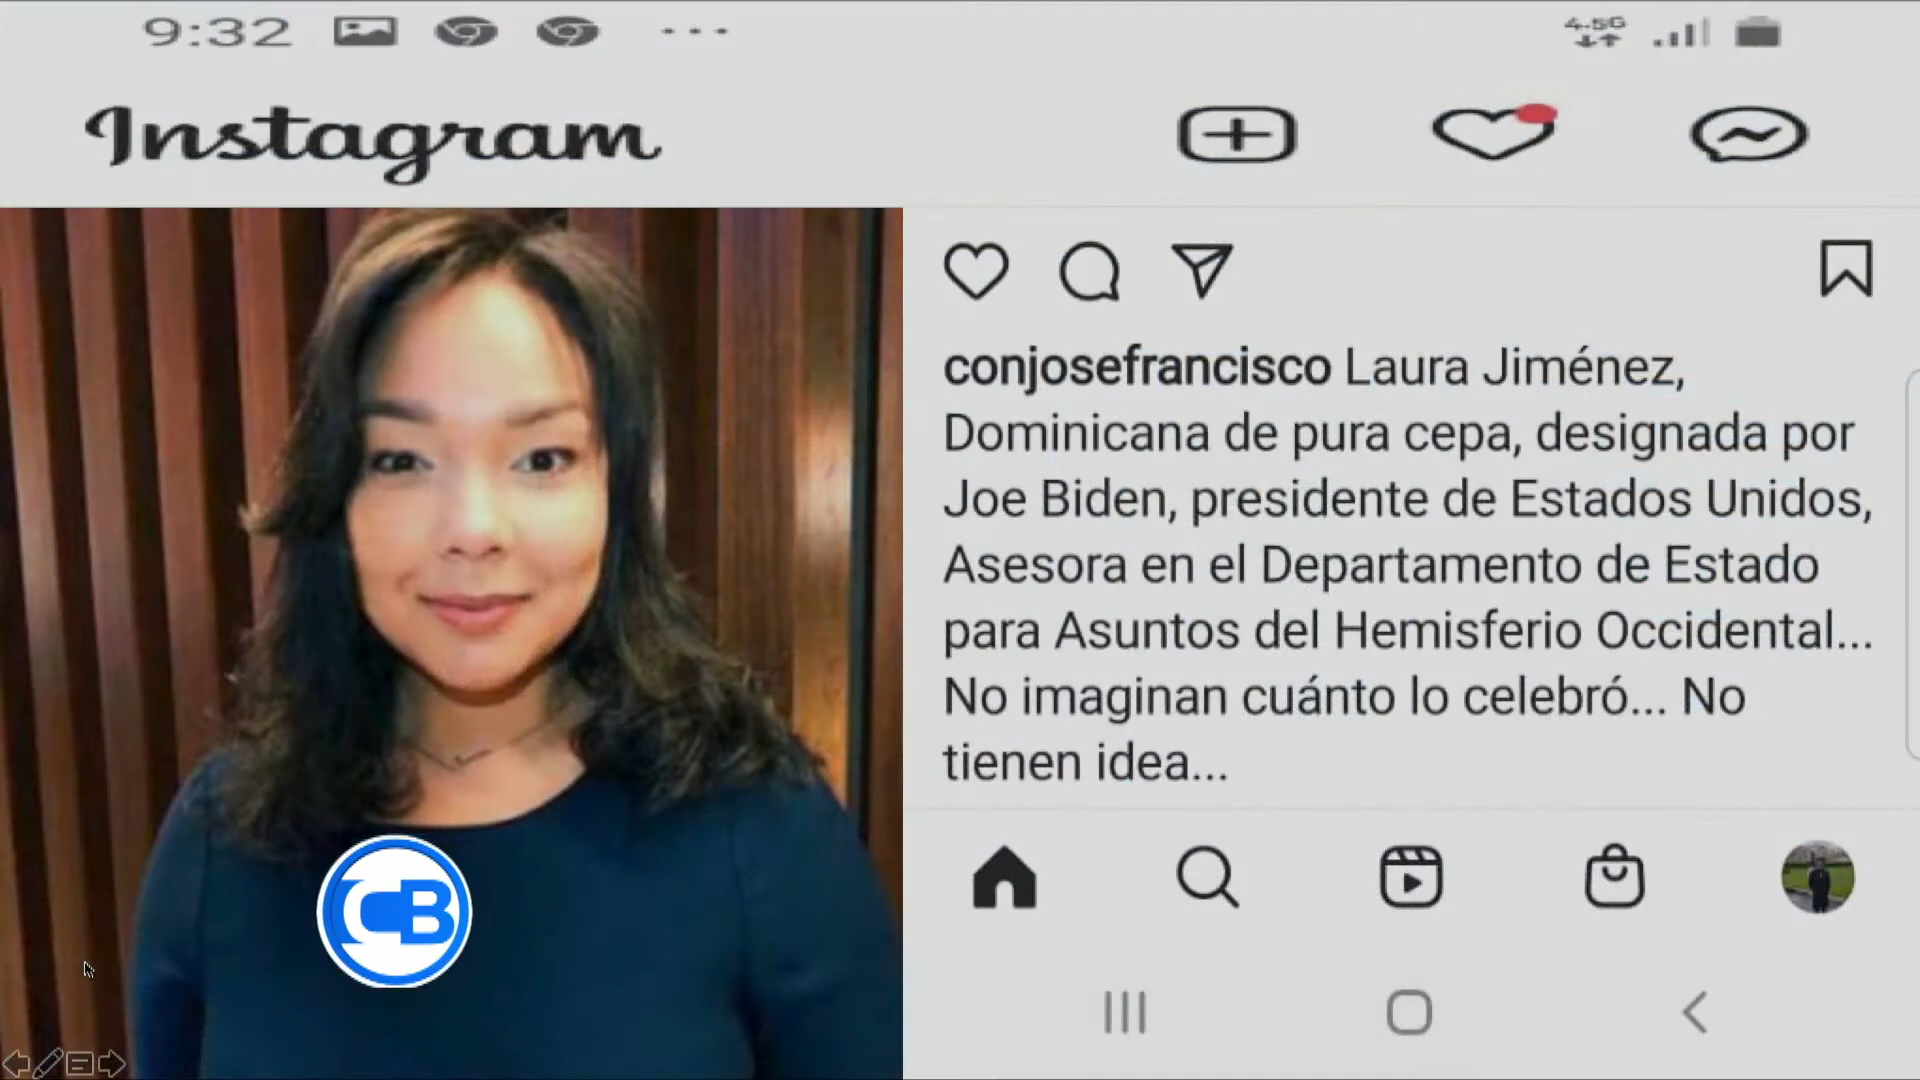 9:32
4.5G
Instagram
conjosefrancisco Laura Jiménez,
Dominicana de pura cepa, designada por
Joe Biden, presidente de Estados Unidos,
Asesora en el Departamento de Estado
para Asuntos del Hemisferio Occidental...
No imaginan cuánto lo celebró... No
tienen idea...
CB